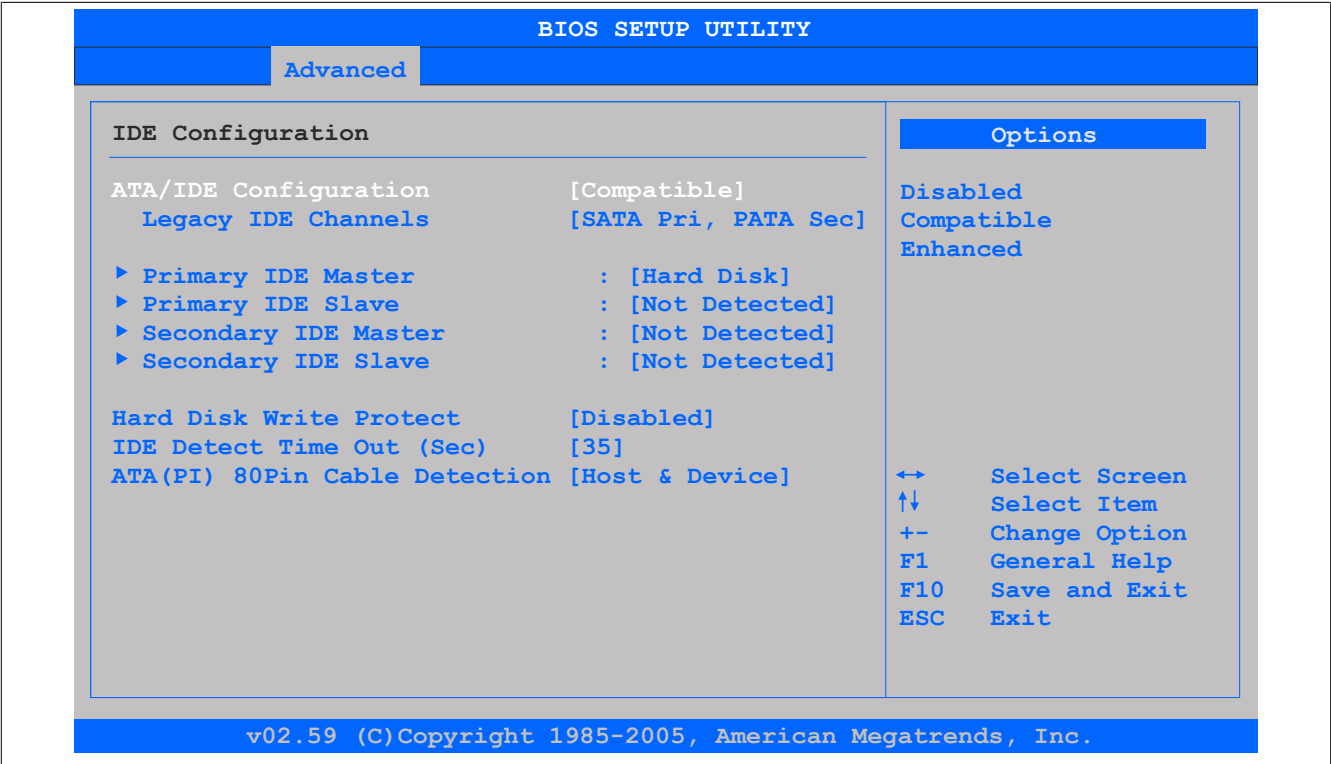 BIOS SETUP UTILITY
Advanced
IDE Configuration
ATA/IDE Configuration [Compatible]
Legacy IDE Channels [SATA Pri, PATA Sec]
Primary IDE Master : [Hard Disk]
Primary IDE Slave : [Not Detected]
Secondary IDE Master : [Not Detected]
Secondary IDE Slave : [Not Detected]
Hard Disk Write Protect [Disabled]
IDE Detect Time Out (Sec) [35]
ATA(PI) 80Pin Cable Detection [Host & Device]
Options
Disabled
Compatible
Enhanced
↔ Select Screen
↑↓ Select Item
+- Change Option
F1 General Help
F10 Save and Exit
ESC Exit
v02.59 (C)Copyright 1985-2005, American Megatrends, Inc.